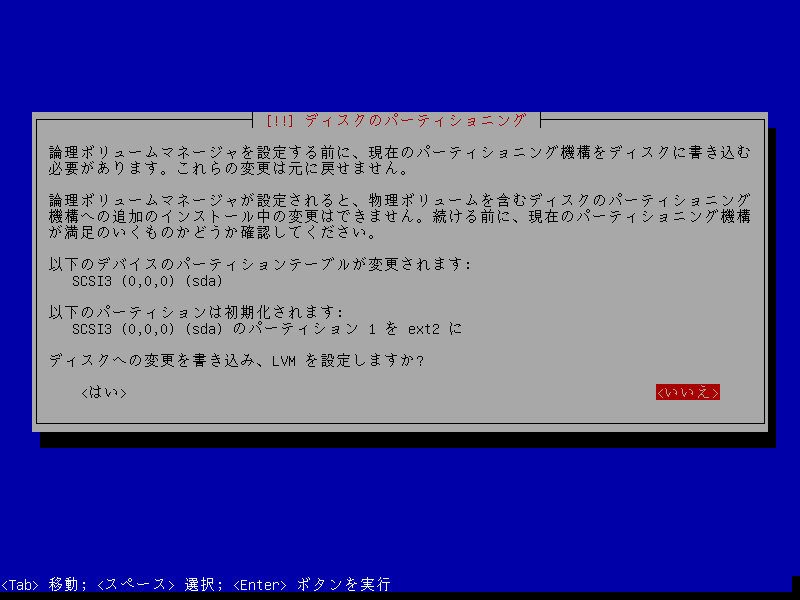 [!!] ディスクのパーティショニング
論理ボリュームマネージャを設定する前に、現在のパーティショニング機構をディスクに書き込む
必要があります。これらの変更は元に戻せません。
論理ボリュームマネージャが設定されると、物理ボリュームを含むディスクのパーティショニング
機構への追加のインストール中の変更はできません。続ける前に、現在のパーティショニング機構
が満足のいくものかどうか確認してください。
以下のデバイスのパーティションテーブルが変更されます:
SCSI3 (0,0,0) (sda)
以下のパーティションは初期化されます:
SCSI3 (0,0,0) (sda) のパーティション 1 を ext2 に
ディスクへの変更を書き込み、LVM を設定しますか?
<はい> <いいえ>
<Tab> 移動; <スペース> 選択; <Enter> ボタンを実行